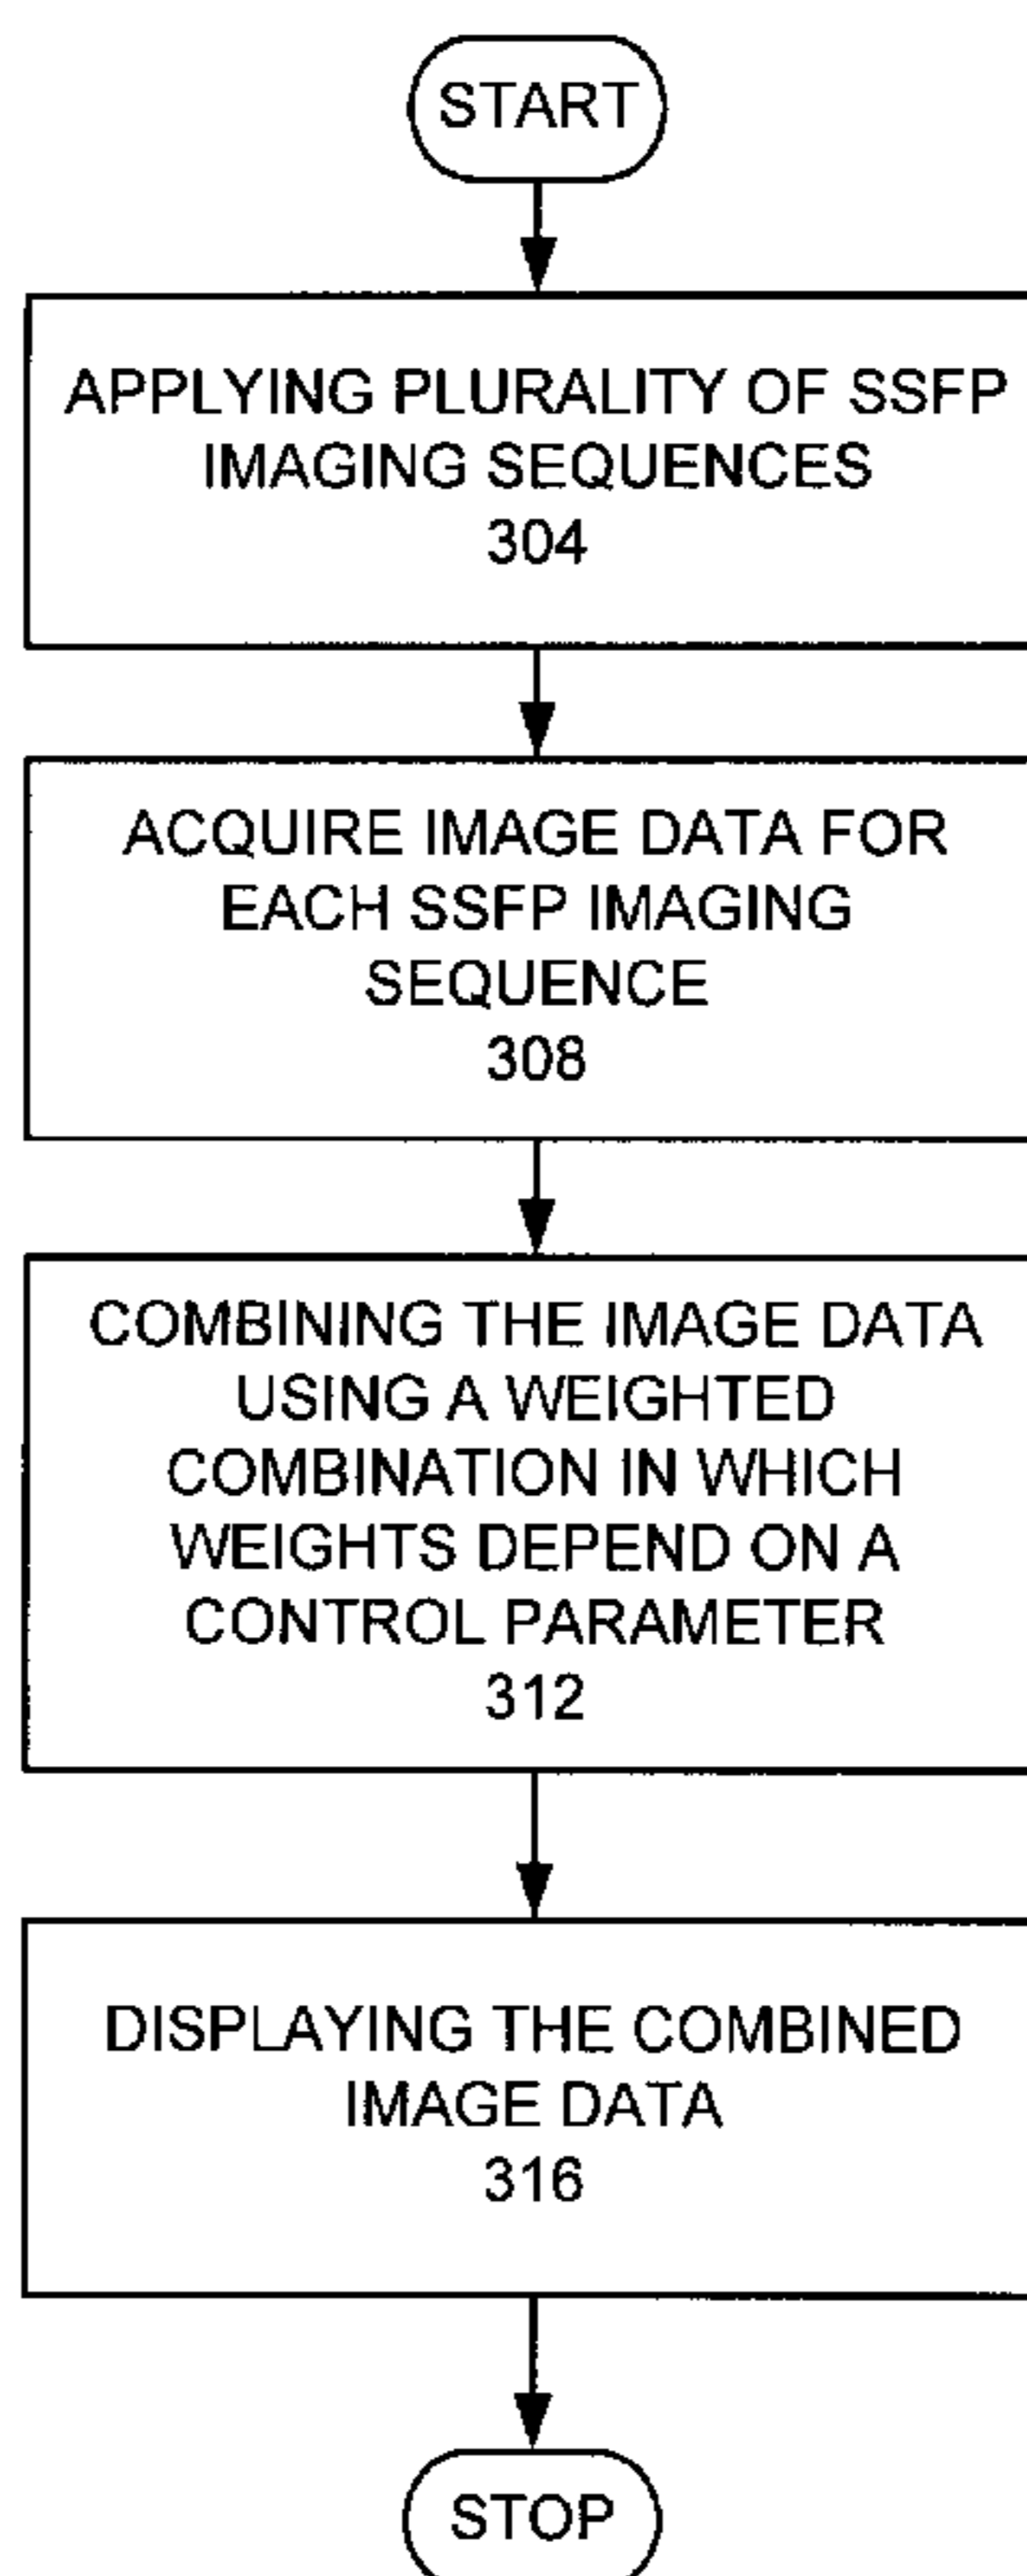 START
APPLYING PLURALITY OF SSFP
IMAGING SEQUENCES
304
ACQUIRE IMAGE DATA FOR
EACH SSFP IMAGING
SEQUENCE
308
COMBINING THE IMAGE DATA
USING A WEIGHTED
COMBINATION IN WHICH
WEIGHTS DEPEND ON A
CONTROL PARAMETER
312
DISPLAYING THE COMBINED
IMAGE DATA
316
STOP